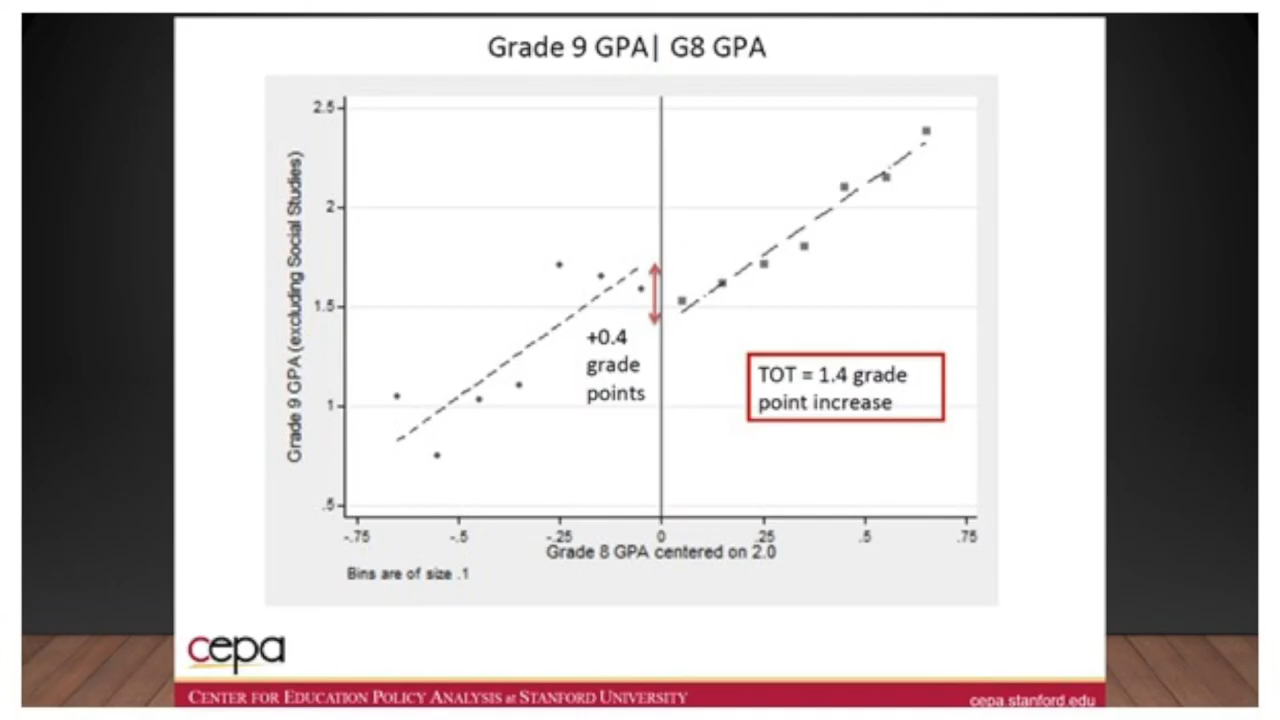 Grade 9 GPA| G8 GPA
Grade 9 GPA (excluding Social Studies)
2.5
2
1.5
1
.5
+0.4
grade
points
TOT = 1.4 grade
point increase
-.75
-.5
-.25
0
.25
.5
.75
Grade 8 GPA centered on 2.0
Bins are of size .1
cepa
CENTER FOR EDUCATION POLICY ANALYSIS at STANFORD UNIVERSITY
cepa.stanford.edu